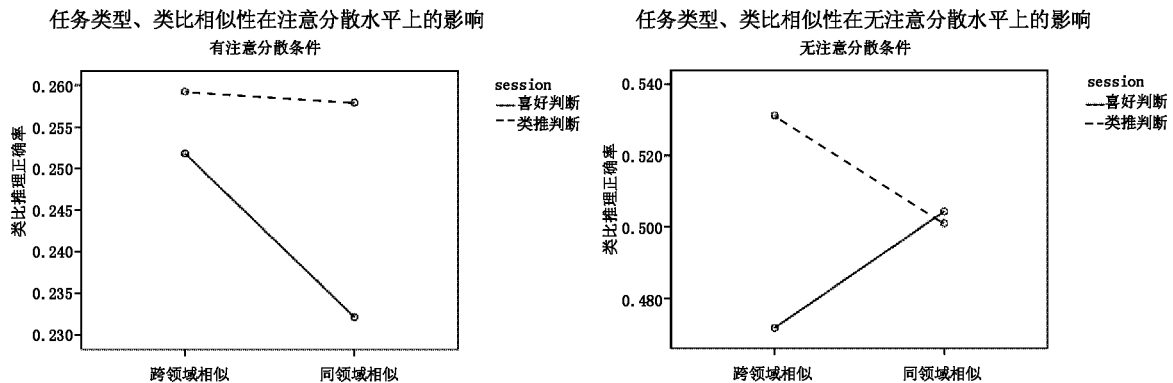 任务类型、类比相似性在注意分散水平上的影响
有注意分散条件
类比推理正确率
0.260
0.255
0.250
0.245
0.240
0.235
0.230
跨领域相似
同领域相似
session
喜好判断
类推判断
任务类型、类比相似性在无注意分散水平上的影响
无注意分散条件
类比推理正确率
0.540
0.520
0.500
0.480
跨领域相似
同领域相似
session
喜好判断
类推判断